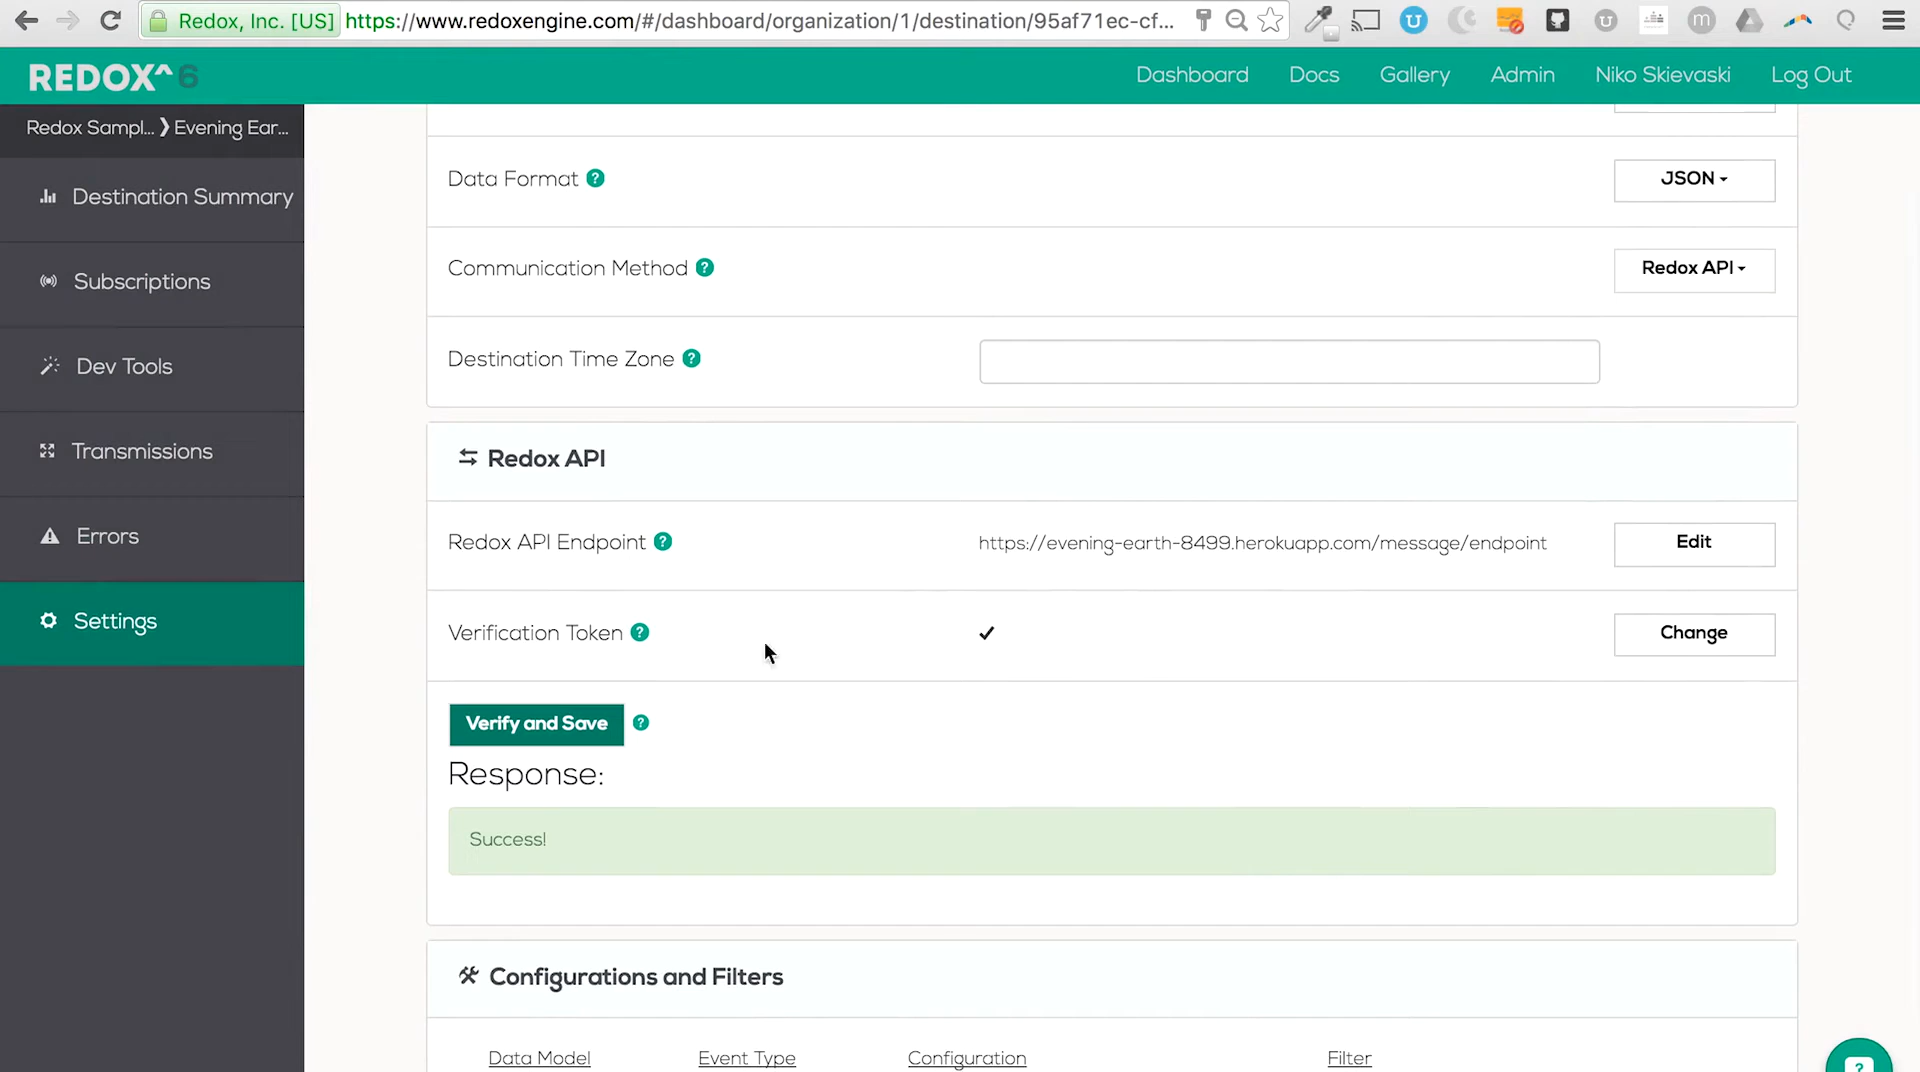 Redox, Inc. [US] https://www.redoxengine.com/#/dashboard/organization/1/destination/95af71ec-cf...
REDOX^ 6
Dashboard Docs Gallery Admin Niko Skievaski Log Out
Redox Sampl... ❯ Evening Ear...
Destination Summary
Subscriptions
Dev Tools
Transmissions
Errors
Settings
Data Format ?
JSON
Communication Method ?
Redox API
Destination Time Zone ?
Redox API
Redox API Endpoint ?
https://evening-earth-8499.herokuapp.com/message/endpoint
Edit
Verification Token ?
✓
Change
Verify and Save ?
Response:
Success!
Configurations and Filters
Data Model Event Type Configuration Filter
?